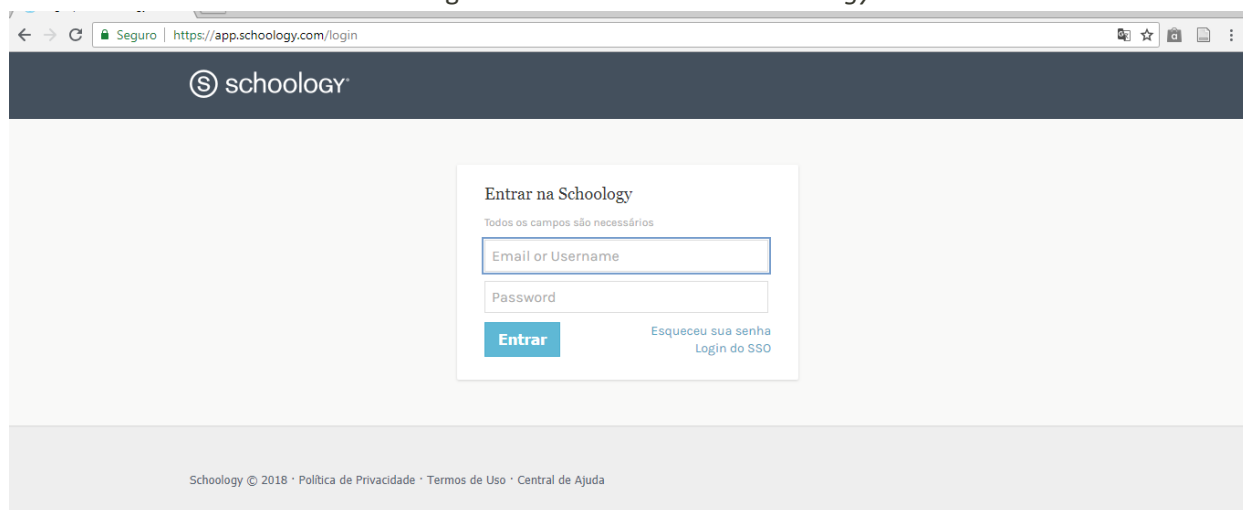 Seguro | https://app.schoology.com/login
S schoology
Entrar na Schoology
Todos os campos são necessários
Email or Username
Password
Entrar
Esqueceu sua senha
Login do SSO
Schoology © 2018 · Política de Privacidade · Termos de Uso · Central de Ajuda